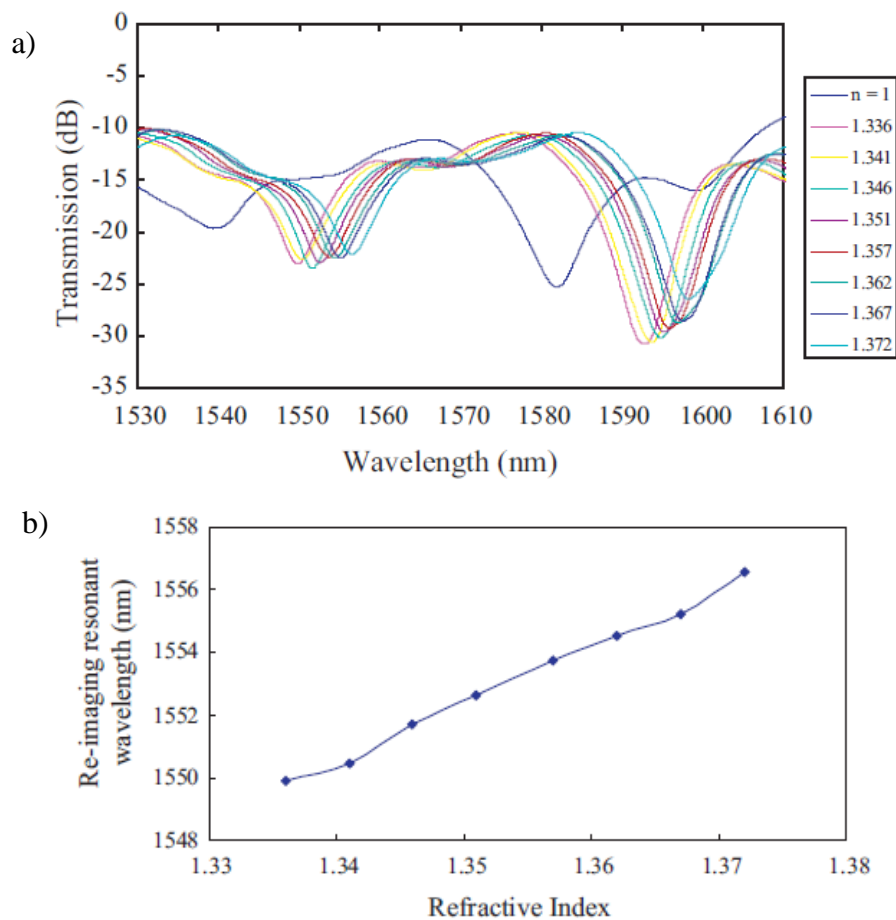 a)
0
-5
-10
-15
-20
-25
-30
-35
Transmission (dB)
1530 1540 1550 1560 1570 1580 1590 1600 1610
Wavelength (nm)
n = 1
1.336
1.341
1.346
1.351
1.357
1.362
1.367
1.372
b)
1558
1556
1554
1552
1550
1548
Re-imaging resonant
wavelength (nm)
1.33 1.34 1.35 1.36 1.37 1.38
Refractive Index